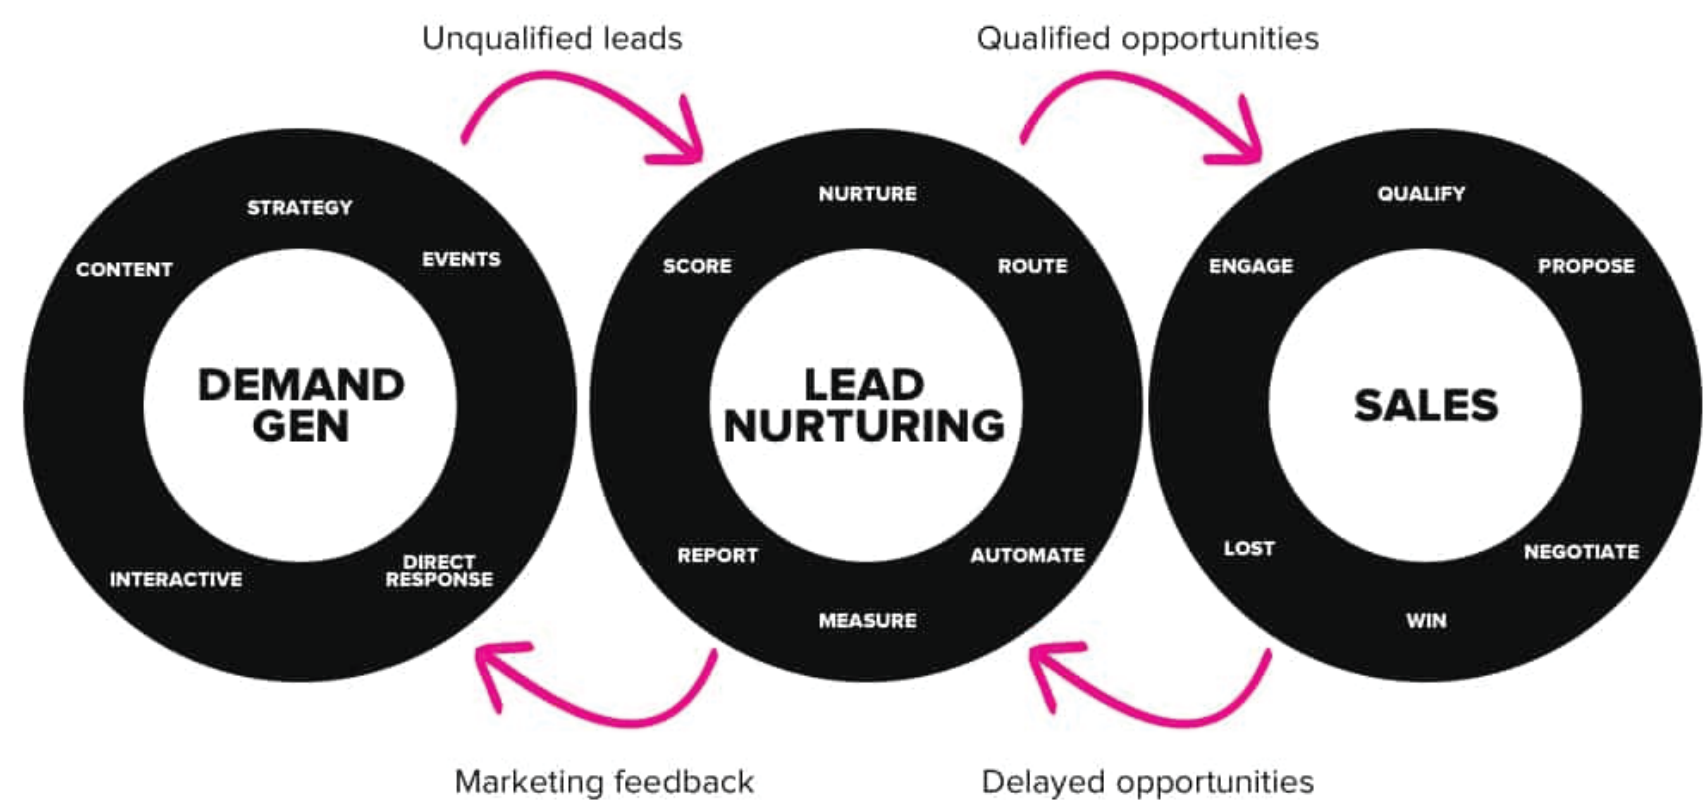 Unqualified leads
Qualified opportunities
STRATEGY
CONTENT
EVENTS
DEMAND
GEN
INTERACTIVE
DIRECT
RESPONSE
NURTURE
SCORE
ROUTE
LEAD
NURTURING
REPORT
AUTOMATE
MEASURE
QUALIFY
ENGAGE
PROPOSE
SALES
LOST
NEGOTIATE
WIN
Marketing feedback
Delayed opportunities